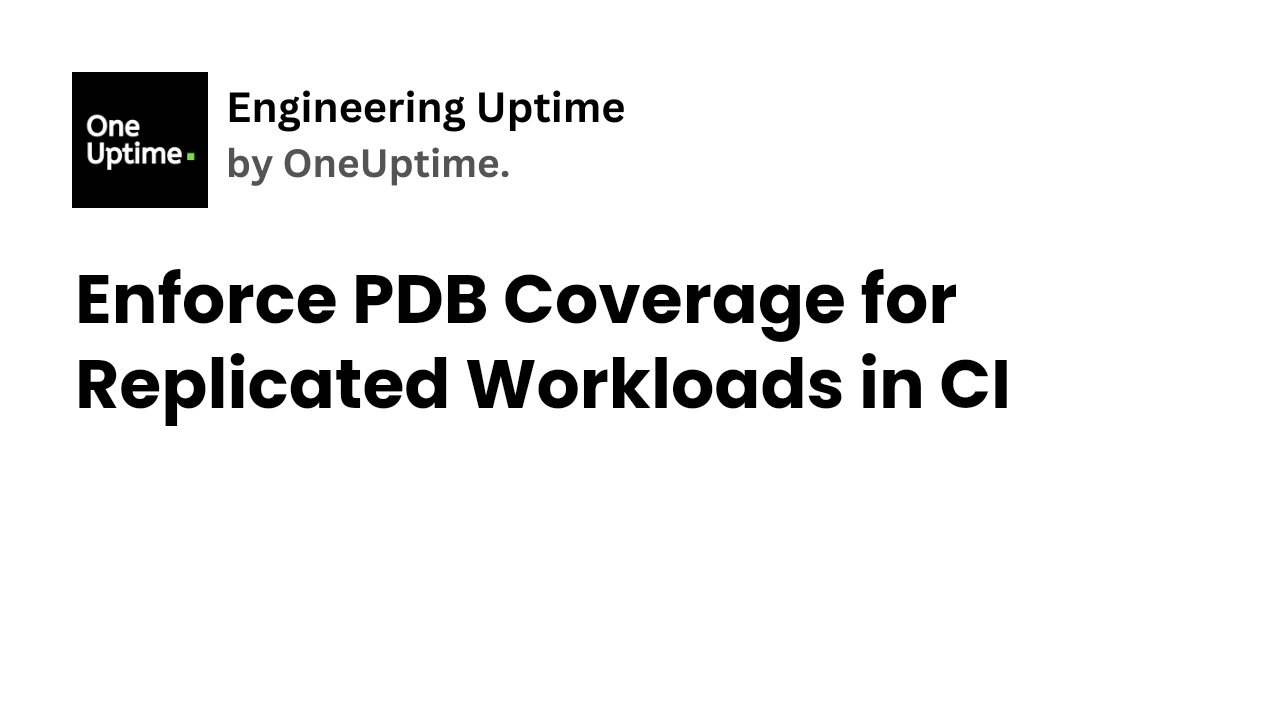 One
Uptime
Engineering Uptime
by OneUptime.
Enforce PDB Coverage for
Replicated Workloads in CI